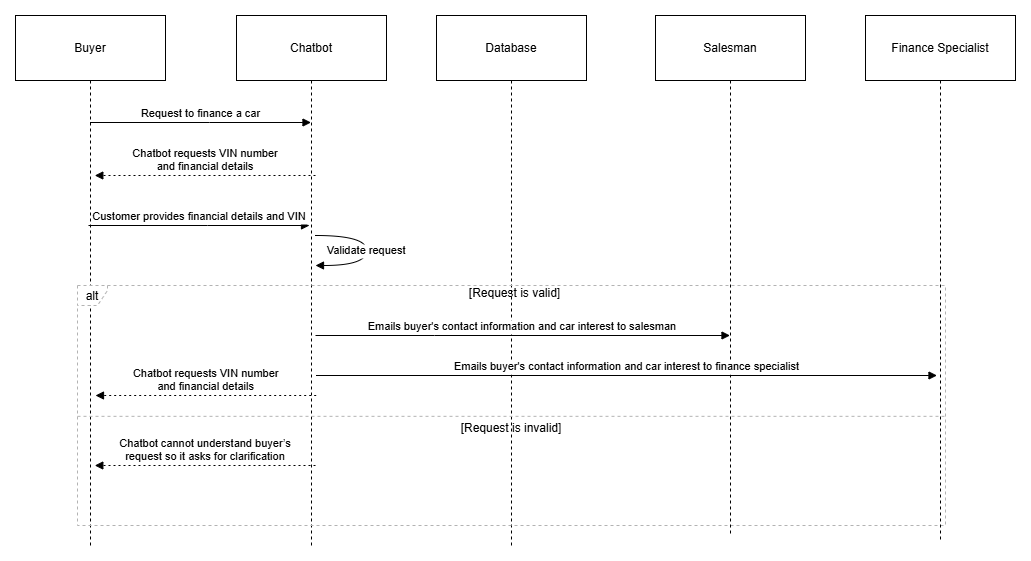 Buyer
Chatbot
Database
Salesman
Finance Specialist
Request to finance a car
Chatbot requests VIN number
and financial details
Customer provides financial details and VIN
Validate request
alt
[Request is valid]
Emails buyer's contact information and car interest to salesman
Emails buyer's contact information and car interest to finance specialist
Chatbot requests VIN number
and financial details
[Request is invalid]
Chatbot cannot understand buyer's
request so it asks for clarification